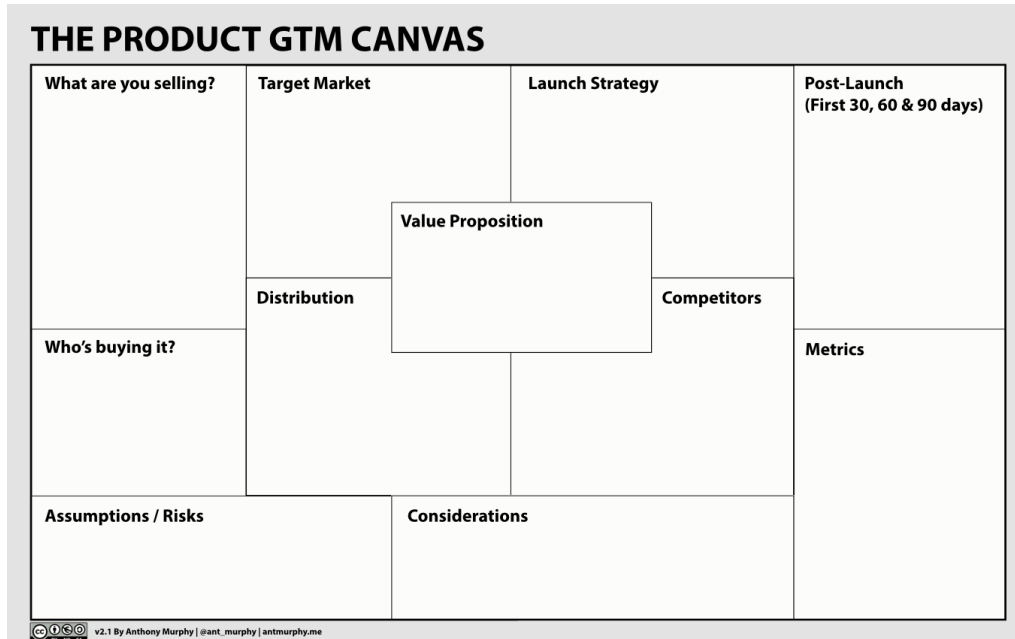 THE PRODUCT GTM CANVAS
What are you selling?
Target Market
Launch Strategy
Post-Launch
(First 30, 60 & 90 days)
Value Proposition
Distribution
Competitors
Who's buying it?
Metrics
Assumptions / Risks
Considerations
v2.1 By Anthony Murphy | @ant_murphy | antmurphy.me